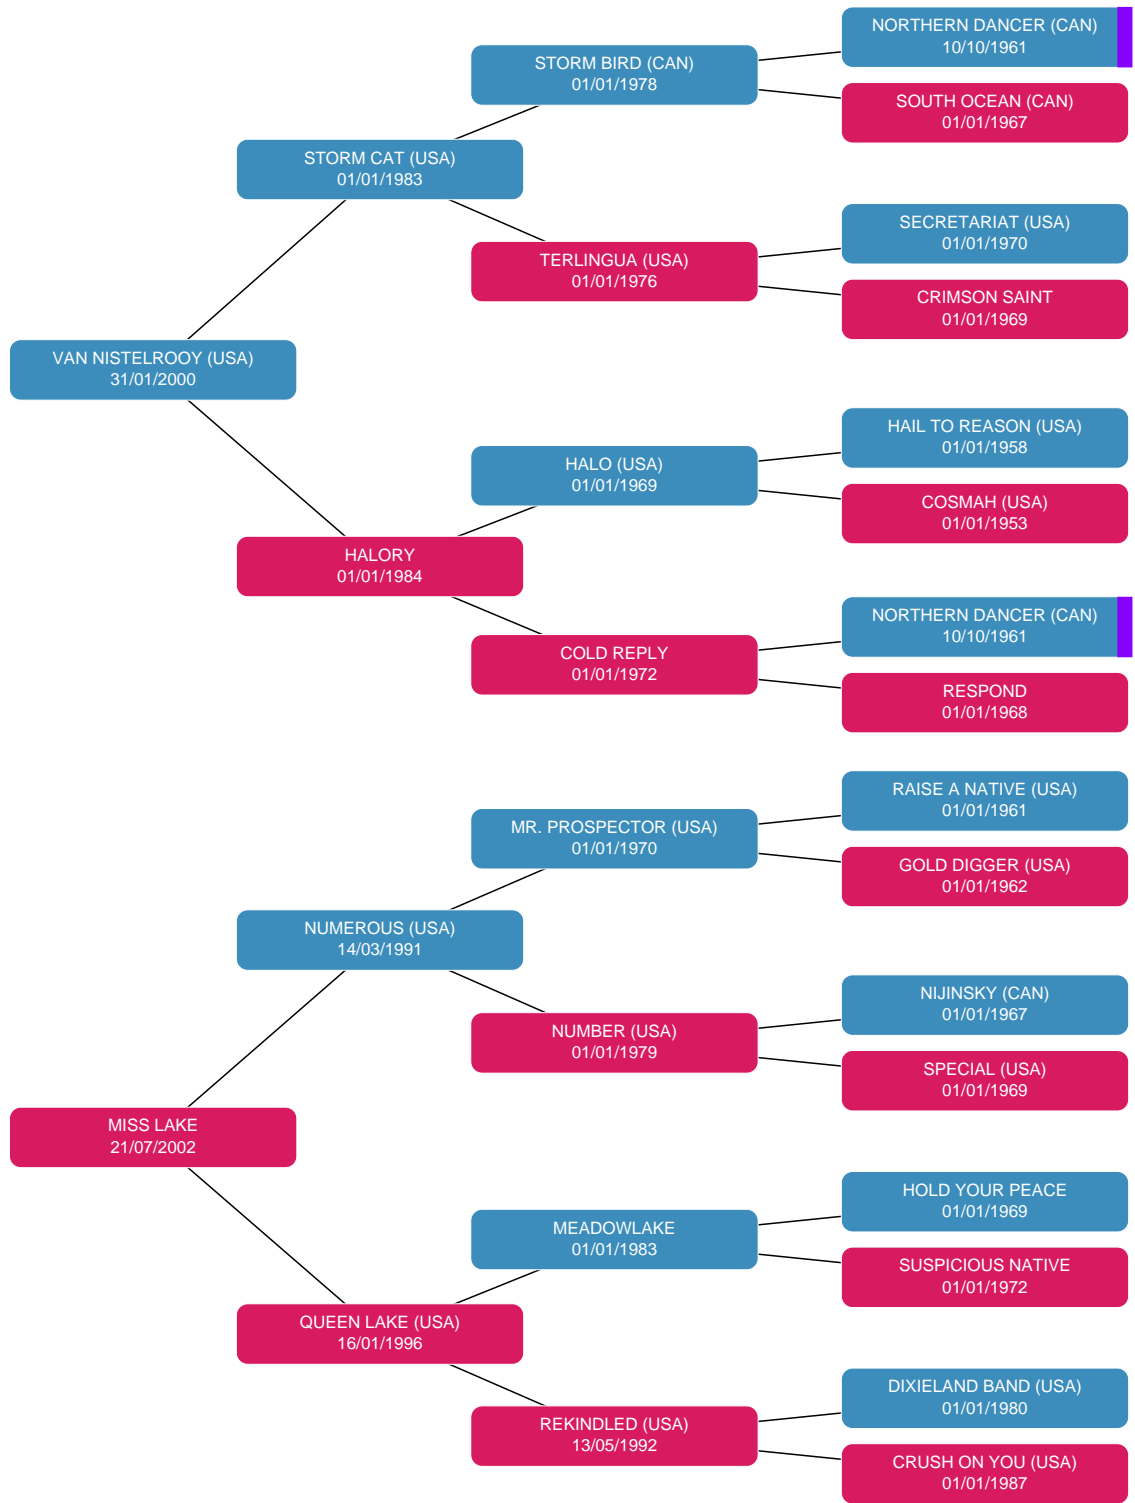 NORTHERN DANCER (CAN)
10/10/1961
STORM BIRD (CAN)
01/01/1978
SOUTH OCEAN (CAN)
01/01/1967
STORM CAT (USA)
01/01/1983
SECRETARIAT (USA)
01/01/1970
TERLINGUA (USA)
01/01/1976
CRIMSON SAINT
01/01/1969
VAN NISTELROOY (USA)
31/01/2000
HAIL TO REASON (USA)
01/01/1958
HALO (USA)
01/01/1969
COSMAH (USA)
01/01/1953
HALORY
01/01/1984
NORTHERN DANCER (CAN)
10/10/1961
COLD REPLY
01/01/1972
RESPOND
01/01/1968
RAISE A NATIVE (USA)
01/01/1961
MR. PROSPECTOR (USA)
01/01/1970
GOLD DIGGER (USA)
01/01/1962
NUMEROUS (USA)
14/03/1991
NIJINSKY (CAN)
01/01/1967
NUMBER (USA)
01/01/1979
SPECIAL (USA)
01/01/1969
MISS LAKE
21/07/2002
HOLD YOUR PEACE
01/01/1969
MEADOWLAKE
01/01/1983
SUSPICIOUS NATIVE
01/01/1972
QUEEN LAKE (USA)
16/01/1996
DIXIELAND BAND (USA)
01/01/1980
REKINDLED (USA)
13/05/1992
CRUSH ON YOU (USA)
01/01/1987